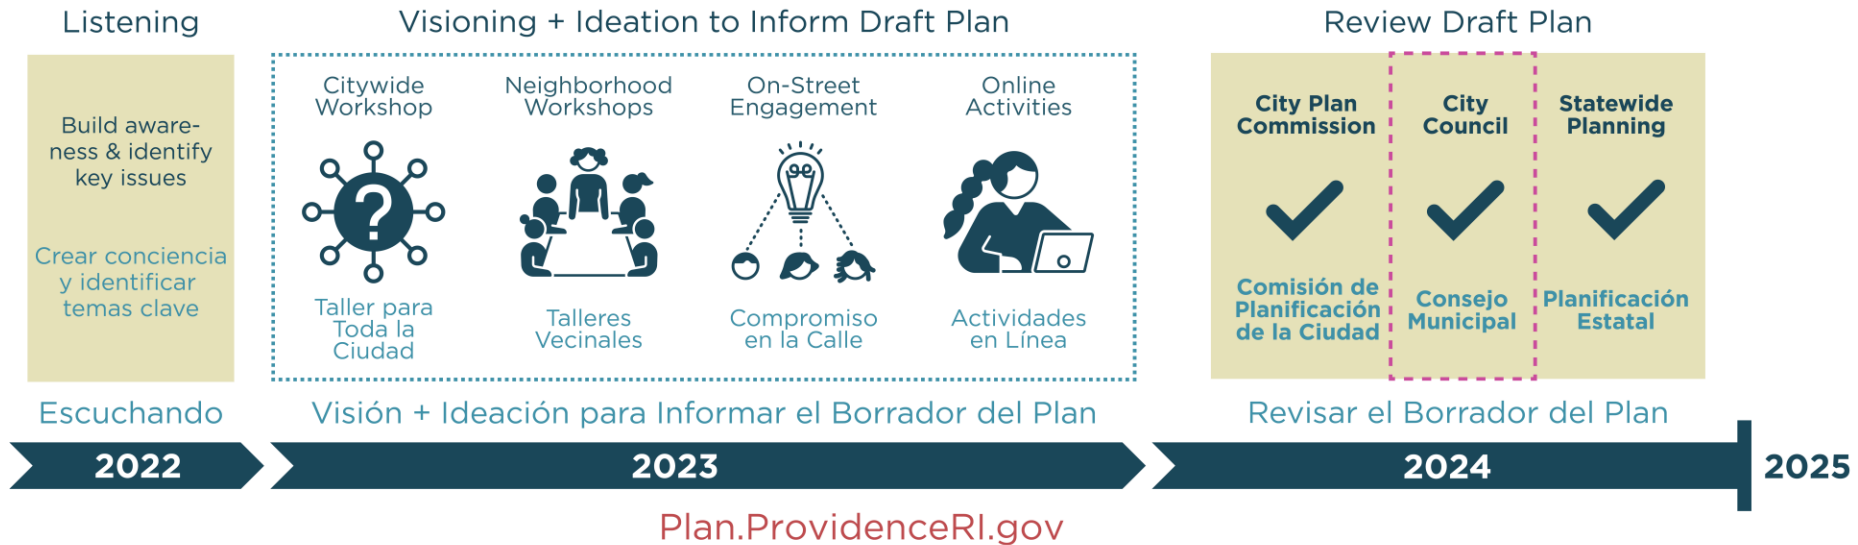 Listening
Build aware-
ness & identify
key issues
Crear conciencia
y identificar
temas clave
Escuchando
2022
Visioning + Ideation to Inform Draft Plan
Citywide
Workshop
?
Taller para
Toda la
Ciudad
Neighborhood
Workshops
Talleres
Vecinales
On-Street
Engagement
Compromiso
en la Calle
Online
Activities
Actividades
en Línea
Visión + Ideación para Informar el Borrador del Plan
2023
Review Draft Plan
City Plan
Commission
Comisión de
Planificación
de la Ciudad
City
Council
Consejo
Municipal
Statewide
Planning
Planificación
Estatal
Revisar el Borrador del Plan
2024
2025
Plan.ProvidenceRI.gov